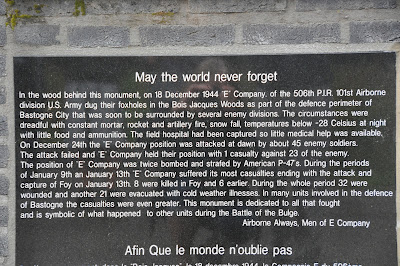 May the world never forget
In the wood behind this monument, on 18 December 1944 'E' Company, of the 506th P.I.R. 101st Airborne
division U.S. Army dug their foxholes in the Bois Jacques Woods as part of the defence perimeter of
Bastogne City that was soon to be surrounded by several enemy divisions. The circumstances were
dreadful with constant mortar, rocket and artillery fire, snow fall, temperatures below -28 Celsius at night
with little food and ammunition. The field hospital had been captured so little medical help was available.
On December 24th the 'E' Company position was attacked at dawn by about 45 enemy soldiers.
The attack failed and 'E' Company held their position with 1 casualty against 23 of the enemy.
The position of 'E' Company was twice bombed and strafed by American P-47's. During the periods
of January 9th an January 13th 'E' Company suffered its most casualties ending with the attack and
capture of Foy on January 13th. 8 were killed in Foy and 6 earlier. During the whole period 32 were
wounded and another 21 were evacuated with cold weather illnesses. In many units involved in the defence
of Bastogne the casualties were even greater. This monument is dedicated to all that fought
and is symbolic of what happened to other units during the Battle of the Bulge.
Airborne Always, Men of E Company
Afin Que le monde n'oublie pas